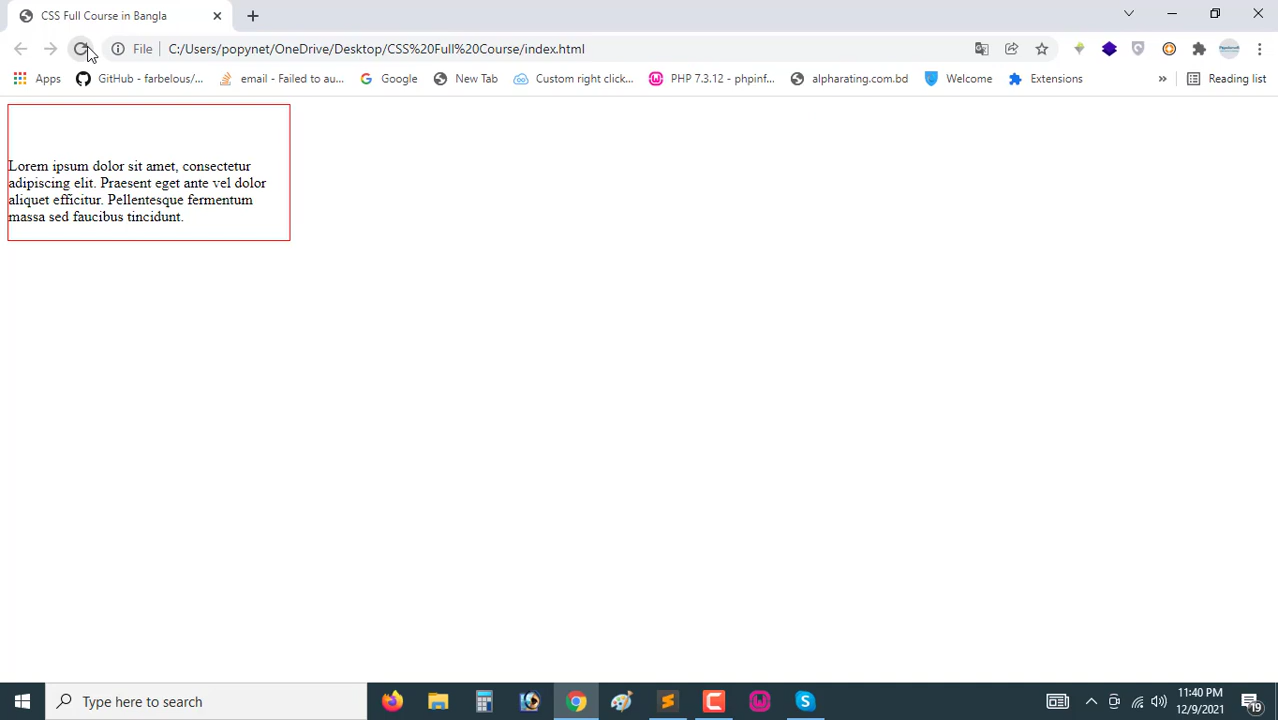 CSS Full Course in Bangla
File C:/Users/popynet/OneDrive/Desktop/CSS%20Full%20Course/index.html
Apps GitHub - farbelous/... email - Failed to au... Google New Tab Custom right click... PHP 7.3.12 - phpinf... alpharating.com.bd Welcome Extensions » Reading list
Lorem ipsum dolor sit amet, consectetur
adipiscing elit. Praesent eget ante vel dolor
aliquet efficitur. Pellentesque fermentum
massa sed faucibus tincidunt.
Type here to search
11:40 PM
12/9/2021
19